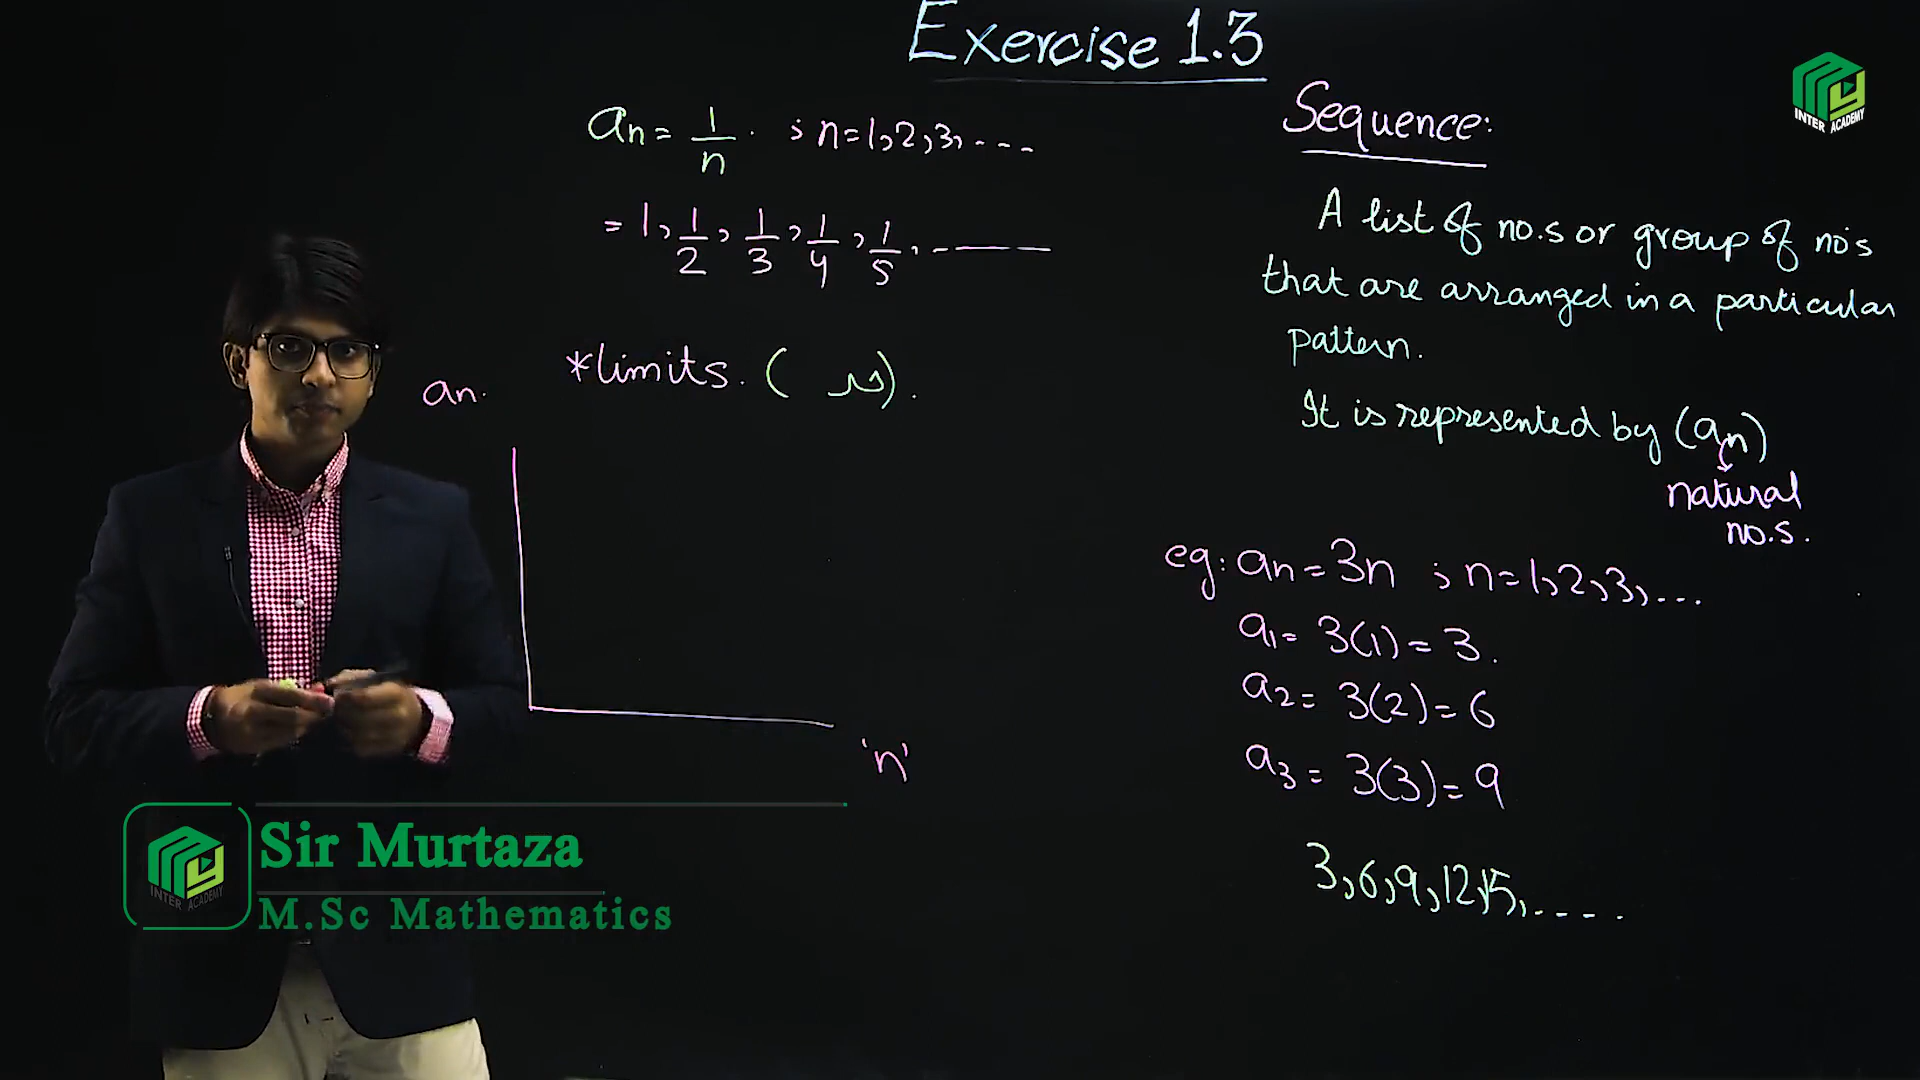 Exercise 1.3
Sequence:
A list of no.s or group of no's
that are arranged in a particular
pattern.
It is represented by (an)
natural
no.s.
eg: an = 3n ; n = 1, 2, 3, ...
a1 = 3(1) = 3.
a2 = 3(2) = 6
a3 = 3(3) = 9
3, 6, 9, 12, 15, ....
an = 1/n . ; n = 1, 2, 3, ...
= 1, 1/2, 1/3, 1/4, 1/5, ...
*limits. ( حد ).
an.
'n'
Sir Murtaza
M.Sc Mathematics
INTER ACADEMY
INTER ACADEMY